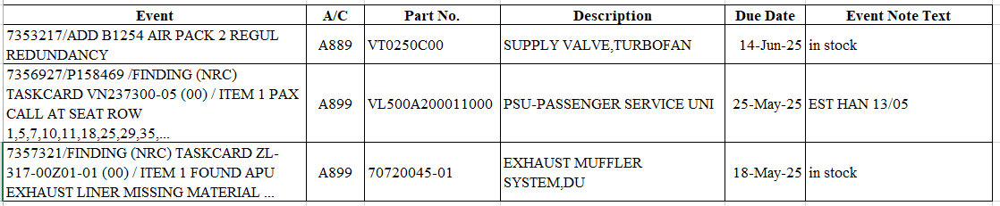 Event A/C Part No. Description Due Date Event Note Text
7353217/ADD B1254 AIR PACK 2 REGUL
REDUNDANCY
A889 VT0250C00 SUPPLY VALVE,TURBOFAN 14-Jun-25 in stock
7356927/P158469 /FINDING (NRC)
TASKCARD VN237300-05 (00) / ITEM 1 PAX
CALL AT SEAT ROW
1,5,7,10,11,18,25,29,35,...
A899 VL500A200011000 PSU-PASSENGER SERVICE UNI 25-May-25 EST HAN 13/05
7357321/FINDING (NRC) TASKCARD ZL-
317-00Z01-01 (00) / ITEM 1 FOUND APU
EXHAUST LINER MISSING MATERIAL ...
A899 70720045-01
EXHAUST MUFFLER
SYSTEM,DU
18-May-25 in stock